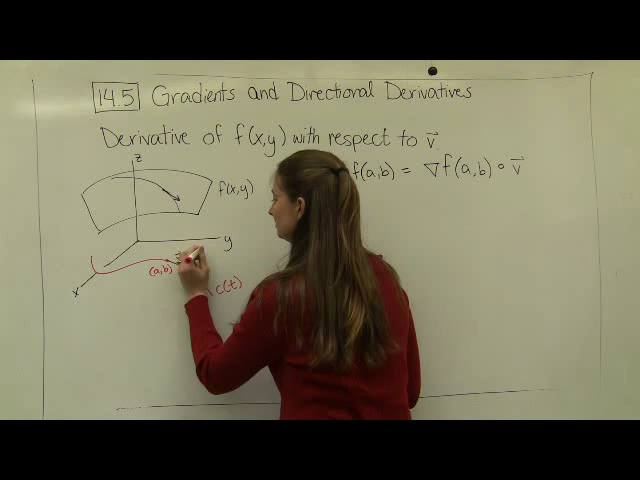 14.5 Gradients and Directional Derivatives
Derivative of f(x,y) with respect to v⃗
f(a,b) = ∇f(a,b) ∘ v⃗
z
f(x,y)
y
(a,b)
c(t)
x